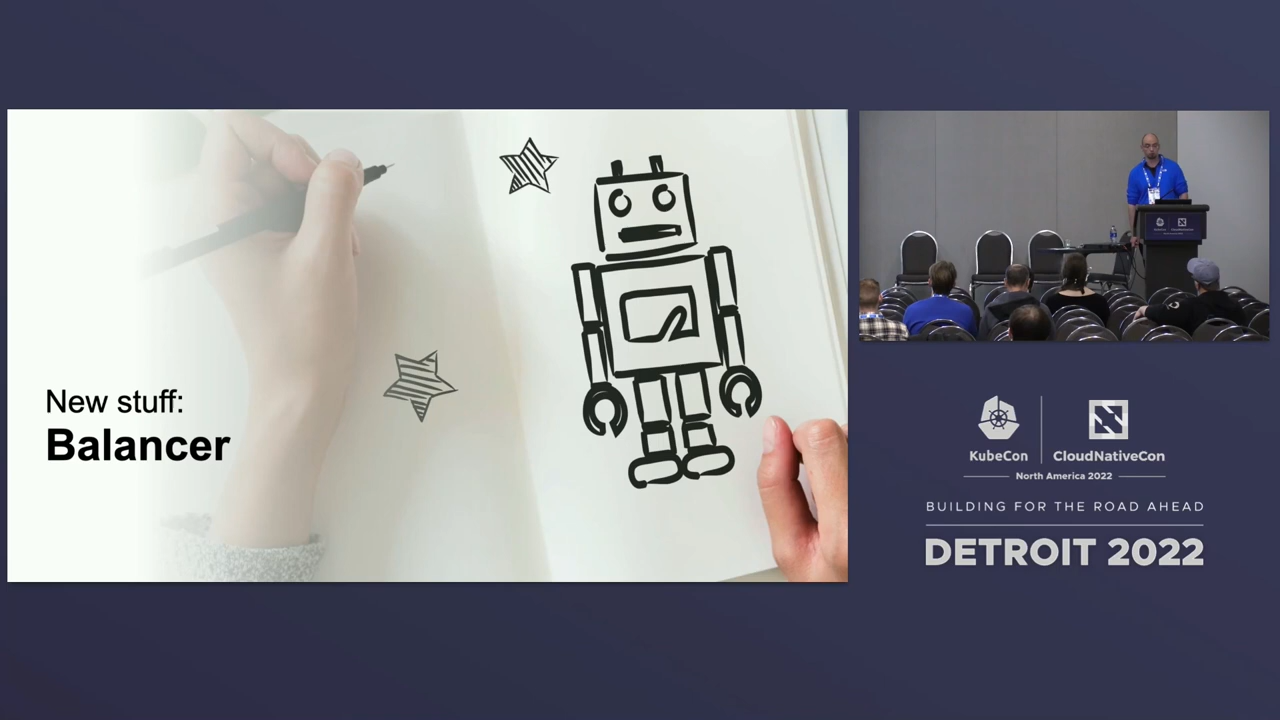 New stuff:
Balancer
KubeCon
CloudNativeCon
North America 2022
BUILDING FOR THE ROAD AHEAD
DETROIT 2022